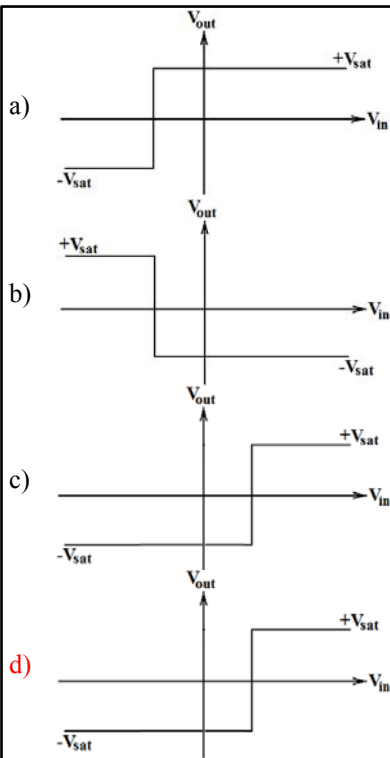 Vout
+Vsat
a)
Vin
-Vsat
Vout
+Vsat
b)
Vin
-Vsat
Vout
+Vsat
c)
Vin
-Vsat
Vout
+Vsat
d)
Vin
-Vsat